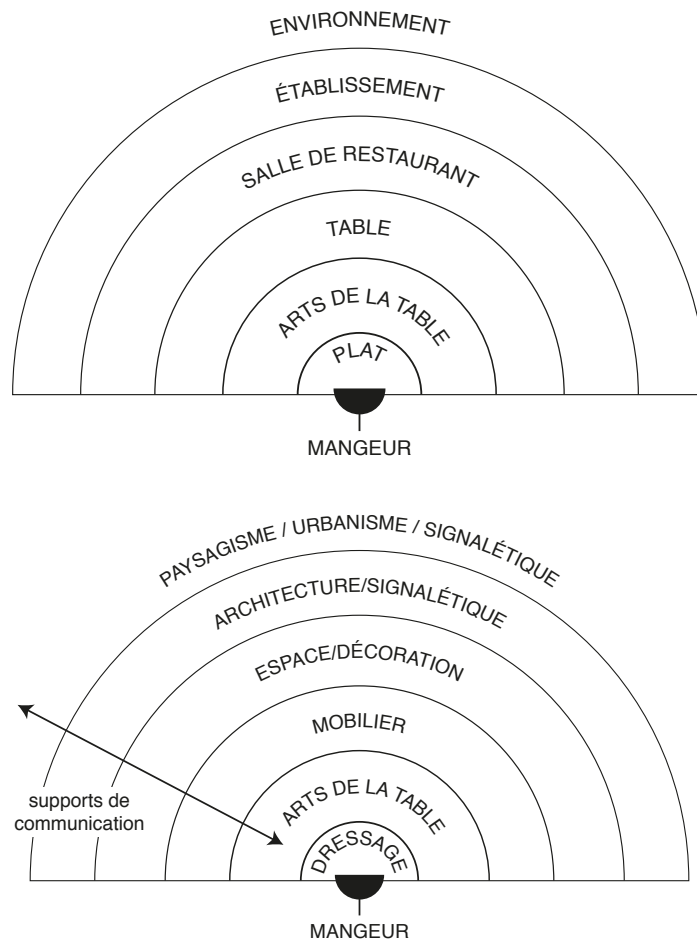 ENVIRONNEMENT
ÉTABLISSEMENT
SALLE DE RESTAURANT
TABLE
ARTS DE LA TABLE
PLAT
MANGEUR
PAYSAGISME / URBANISME / SIGNALÉTIQUE
ARCHITECTURE/SIGNALÉTIQUE
ESPACE/DÉCORATION
MOBILIER
ARTS DE LA TABLE
DRESSAGE
supports de
communication
MANGEUR